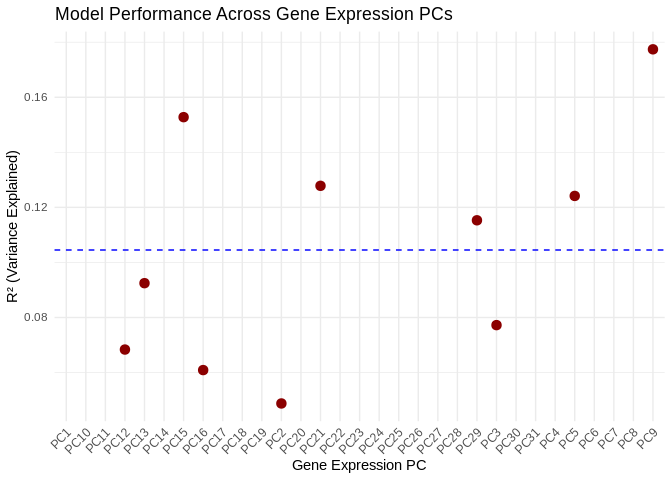 Model Performance Across Gene Expression PCs
R² (Variance Explained)
0.16
0.12
0.08
PC1 PC10 PC11 PC12 PC13 PC14 PC15 PC16 PC17 PC18 PC19 PC2 PC20 PC21 PC22 PC23 PC24 PC25 PC26 PC27 PC28 PC29 PC3 PC30 PC31 PC4 PC5 PC6 PC7 PC8 PC9
Gene Expression PC